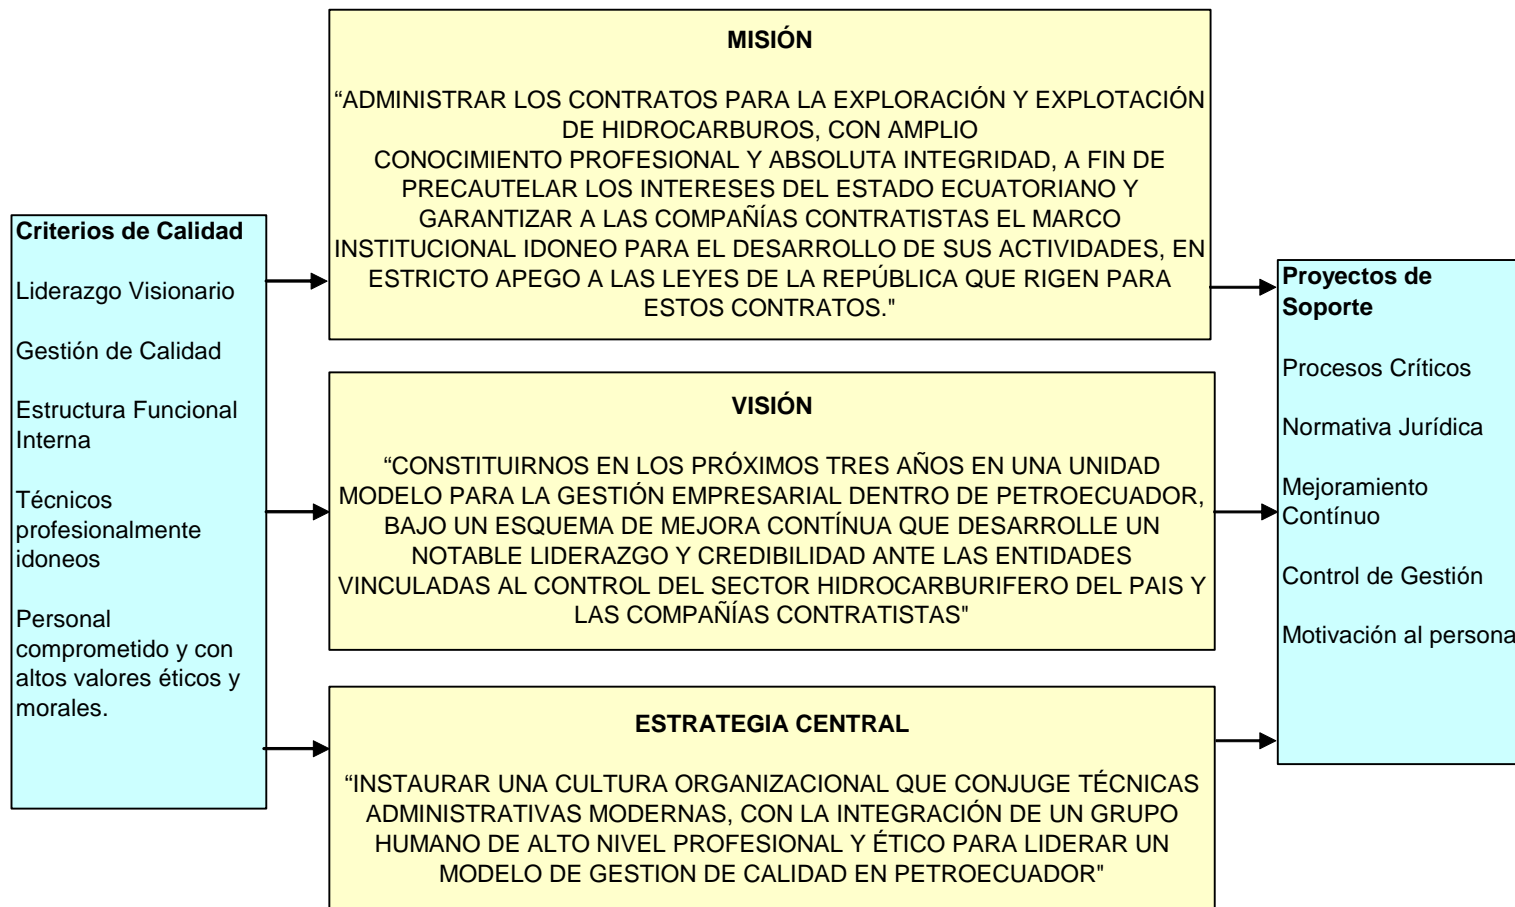 Criterios de Calidad
Liderazgo Visionario
Gestión de Calidad
Estructura Funcional
Interna
Técnicos
profesionalmente
idoneos
Personal
comprometido y con
altos valores éticos y
morales.
MISIÓN
“ADMINISTRAR LOS CONTRATOS PARA LA EXPLORACIÓN Y EXPLOTACIÓN
DE HIDROCARBUROS, CON AMPLIO
CONOCIMIENTO PROFESIONAL Y ABSOLUTA INTEGRIDAD, A FIN DE
PRECAUTELAR LOS INTERESES DEL ESTADO ECUATORIANO Y
GARANTIZAR A LAS COMPAÑÍAS CONTRATISTAS EL MARCO
INSTITUCIONAL IDONEO PARA EL DESARROLLO DE SUS ACTIVIDADES, EN
ESTRICTO APEGO A LAS LEYES DE LA REPÚBLICA QUE RIGEN PARA
ESTOS CONTRATOS."
VISIÓN
“CONSTITUIRNOS EN LOS PRÓXIMOS TRES AÑOS EN UNA UNIDAD
MODELO PARA LA GESTIÓN EMPRESARIAL DENTRO DE PETROECUADOR,
BAJO UN ESQUEMA DE MEJORA CONTÍNUA QUE DESARROLLE UN
NOTABLE LIDERAZGO Y CREDIBILIDAD ANTE LAS ENTIDADES
VINCULADAS AL CONTROL DEL SECTOR HIDROCARBURIFERO DEL PAIS Y
LAS COMPAÑÍAS CONTRATISTAS"
ESTRATEGIA CENTRAL
“INSTAURAR UNA CULTURA ORGANIZACIONAL QUE CONJUGE TÉCNICAS
ADMINISTRATIVAS MODERNAS, CON LA INTEGRACIÓN DE UN GRUPO
HUMANO DE ALTO NIVEL PROFESIONAL Y ÉTICO PARA LIDERAR UN
MODELO DE GESTION DE CALIDAD EN PETROECUADOR"
Proyectos de
Soporte
Procesos Críticos
Normativa Jurídica
Mejoramiento
Contínuo
Control de Gestión
Motivación al persona